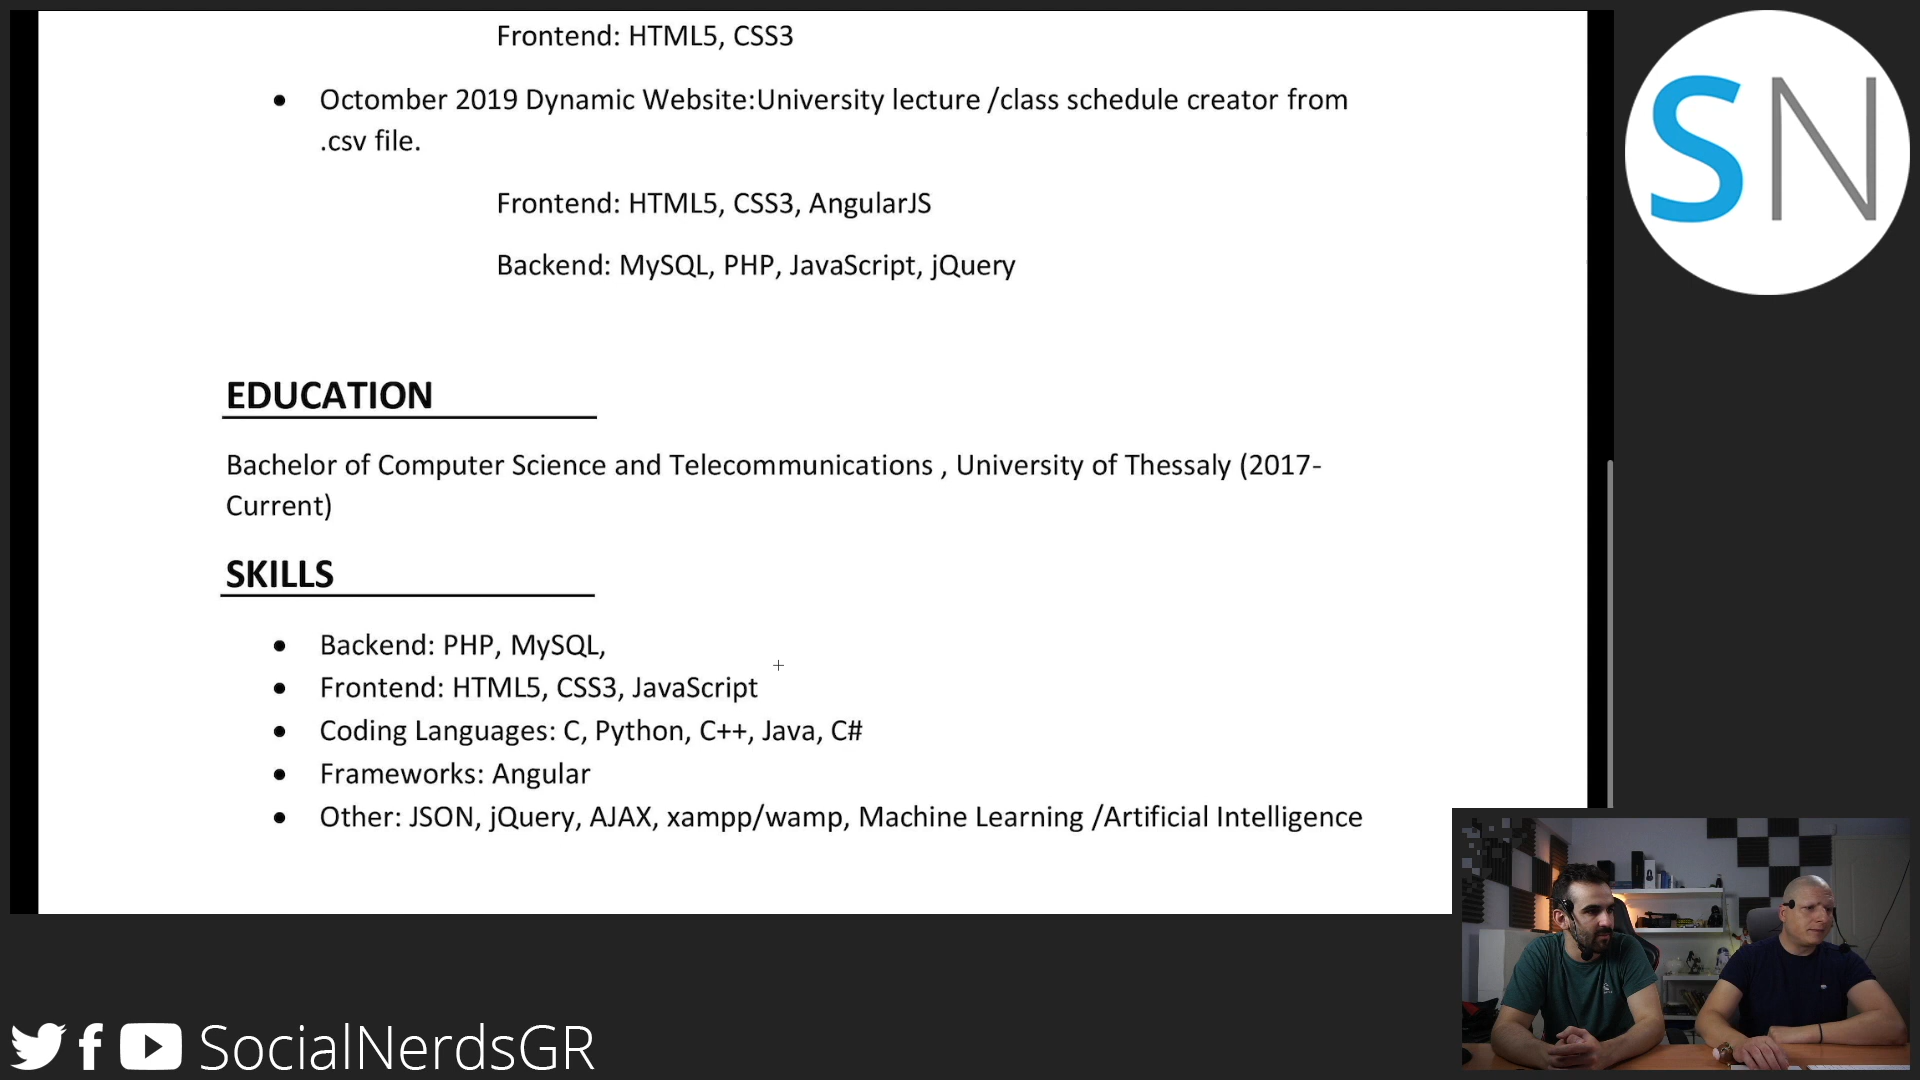 Frontend: HTML5, CSS3
• Octomber 2019 Dynamic Website:University lecture /class schedule creator from
.csv file.
Frontend: HTML5, CSS3, AngularJS
Backend: MySQL, PHP, JavaScript, jQuery
EDUCATION
Bachelor of Computer Science and Telecommunications , University of Thessaly (2017-
Current)
SKILLS
• Backend: PHP, MySQL,
• Frontend: HTML5, CSS3, JavaScript
• Coding Languages: C, Python, C++, Java, C#
• Frameworks: Angular
• Other: JSON, jQuery, AJAX, xampp/wamp, Machine Learning /Artificial Intelligence
SN
SocialNerdsGR